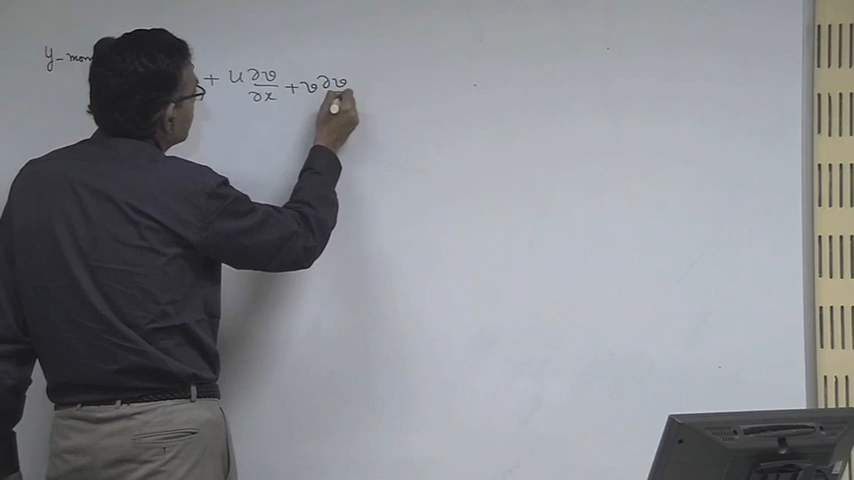 y- mom + u ∂v/∂x + v ∂v